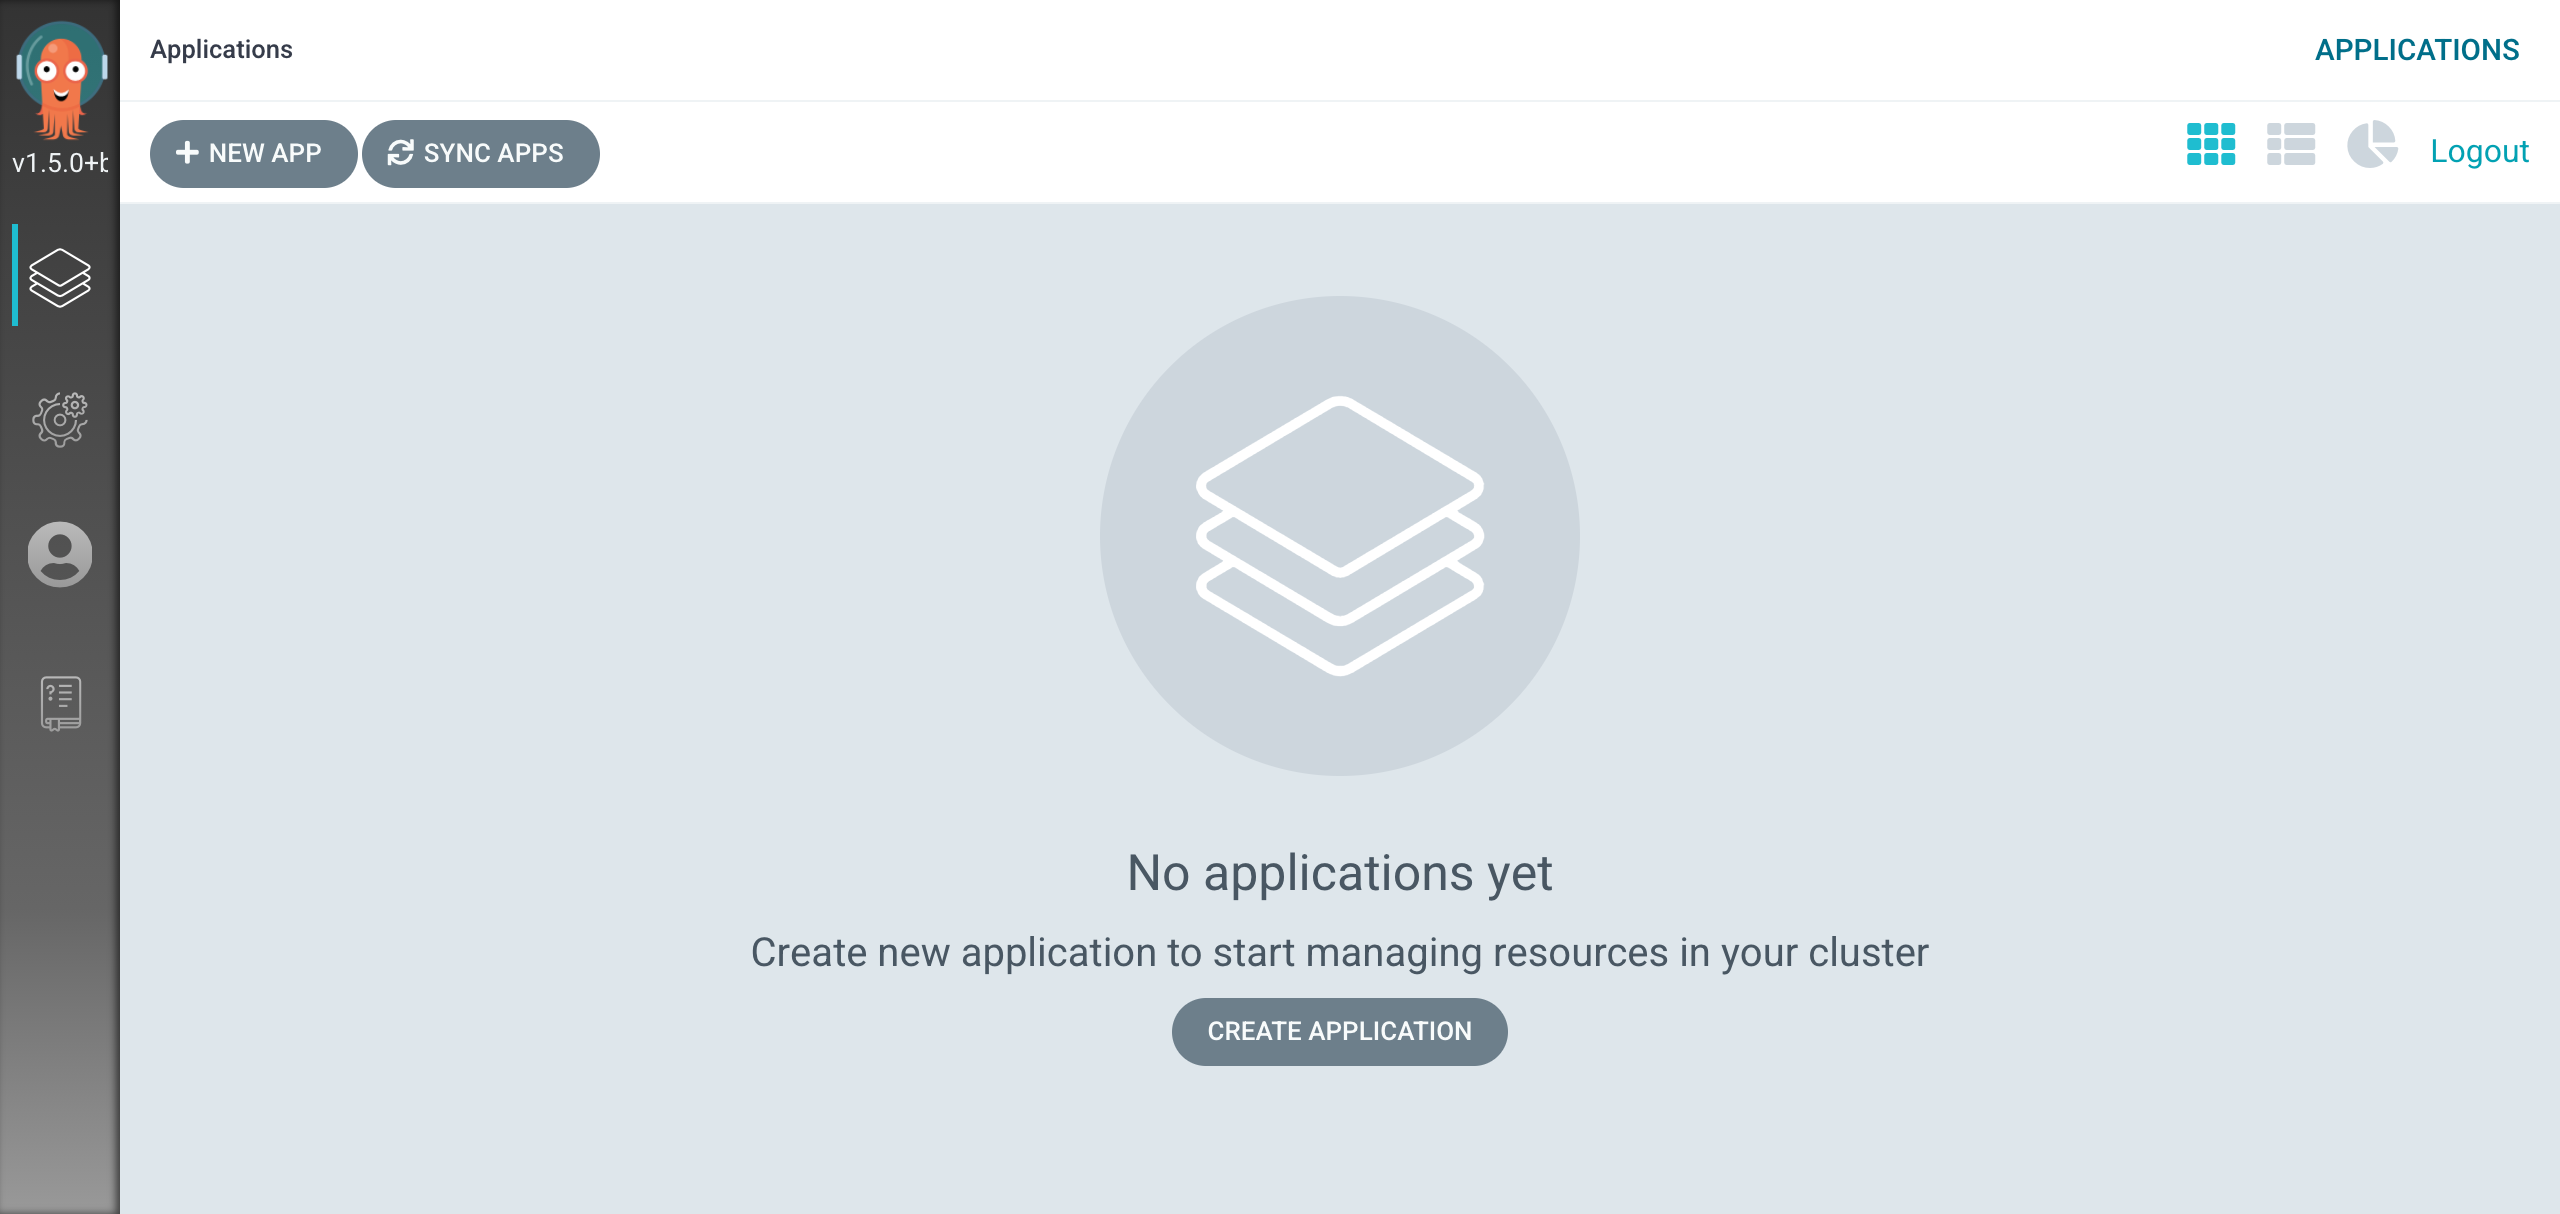 Applications
APPLICATIONS
v1.5.0+b
NEW APP
SYNC APPS
Logout
No applications yet
Create new application to start managing resources in your cluster
CREATE APPLICATION